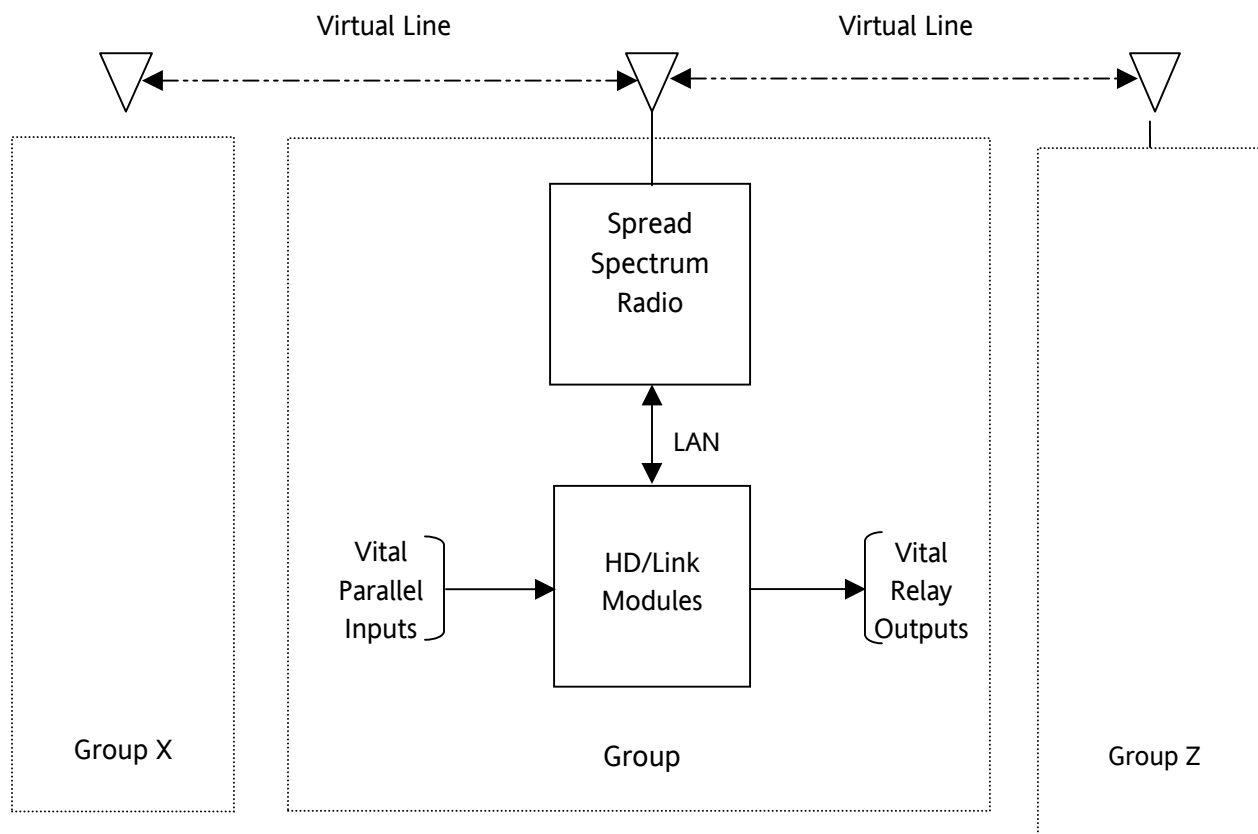 Virtual Line
Virtual Line
Spread
Spectrum
Radio
LAN
Vital
Parallel
Inputs
HD/Link
Modules
Vital
Relay
Outputs
Group X
Group
Group Z